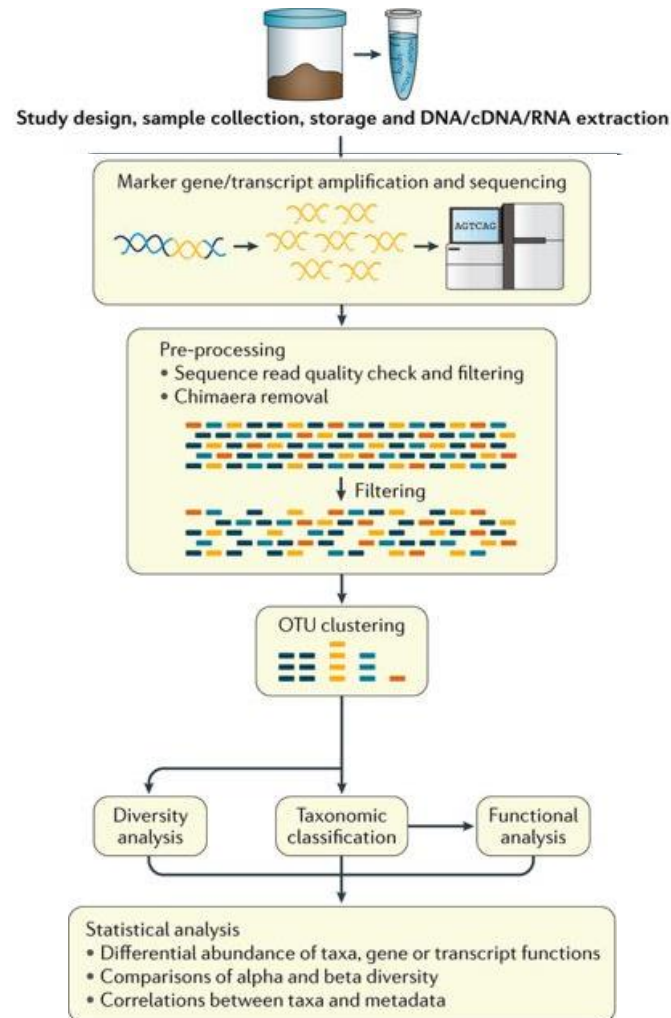 Study design, sample collection, storage and DNA/cDNA/RNA extraction
Marker gene/transcript amplification and sequencing
AGTCAG
Pre-processing
• Sequence read quality check and filtering
• Chimaera removal
Filtering
OTU clustering
Diversity
analysis
Taxonomic
classification
Functional
analysis
Statistical analysis
• Differential abundance of taxa, gene or transcript functions
• Comparisons of alpha and beta diversity
• Correlations between taxa and metadata